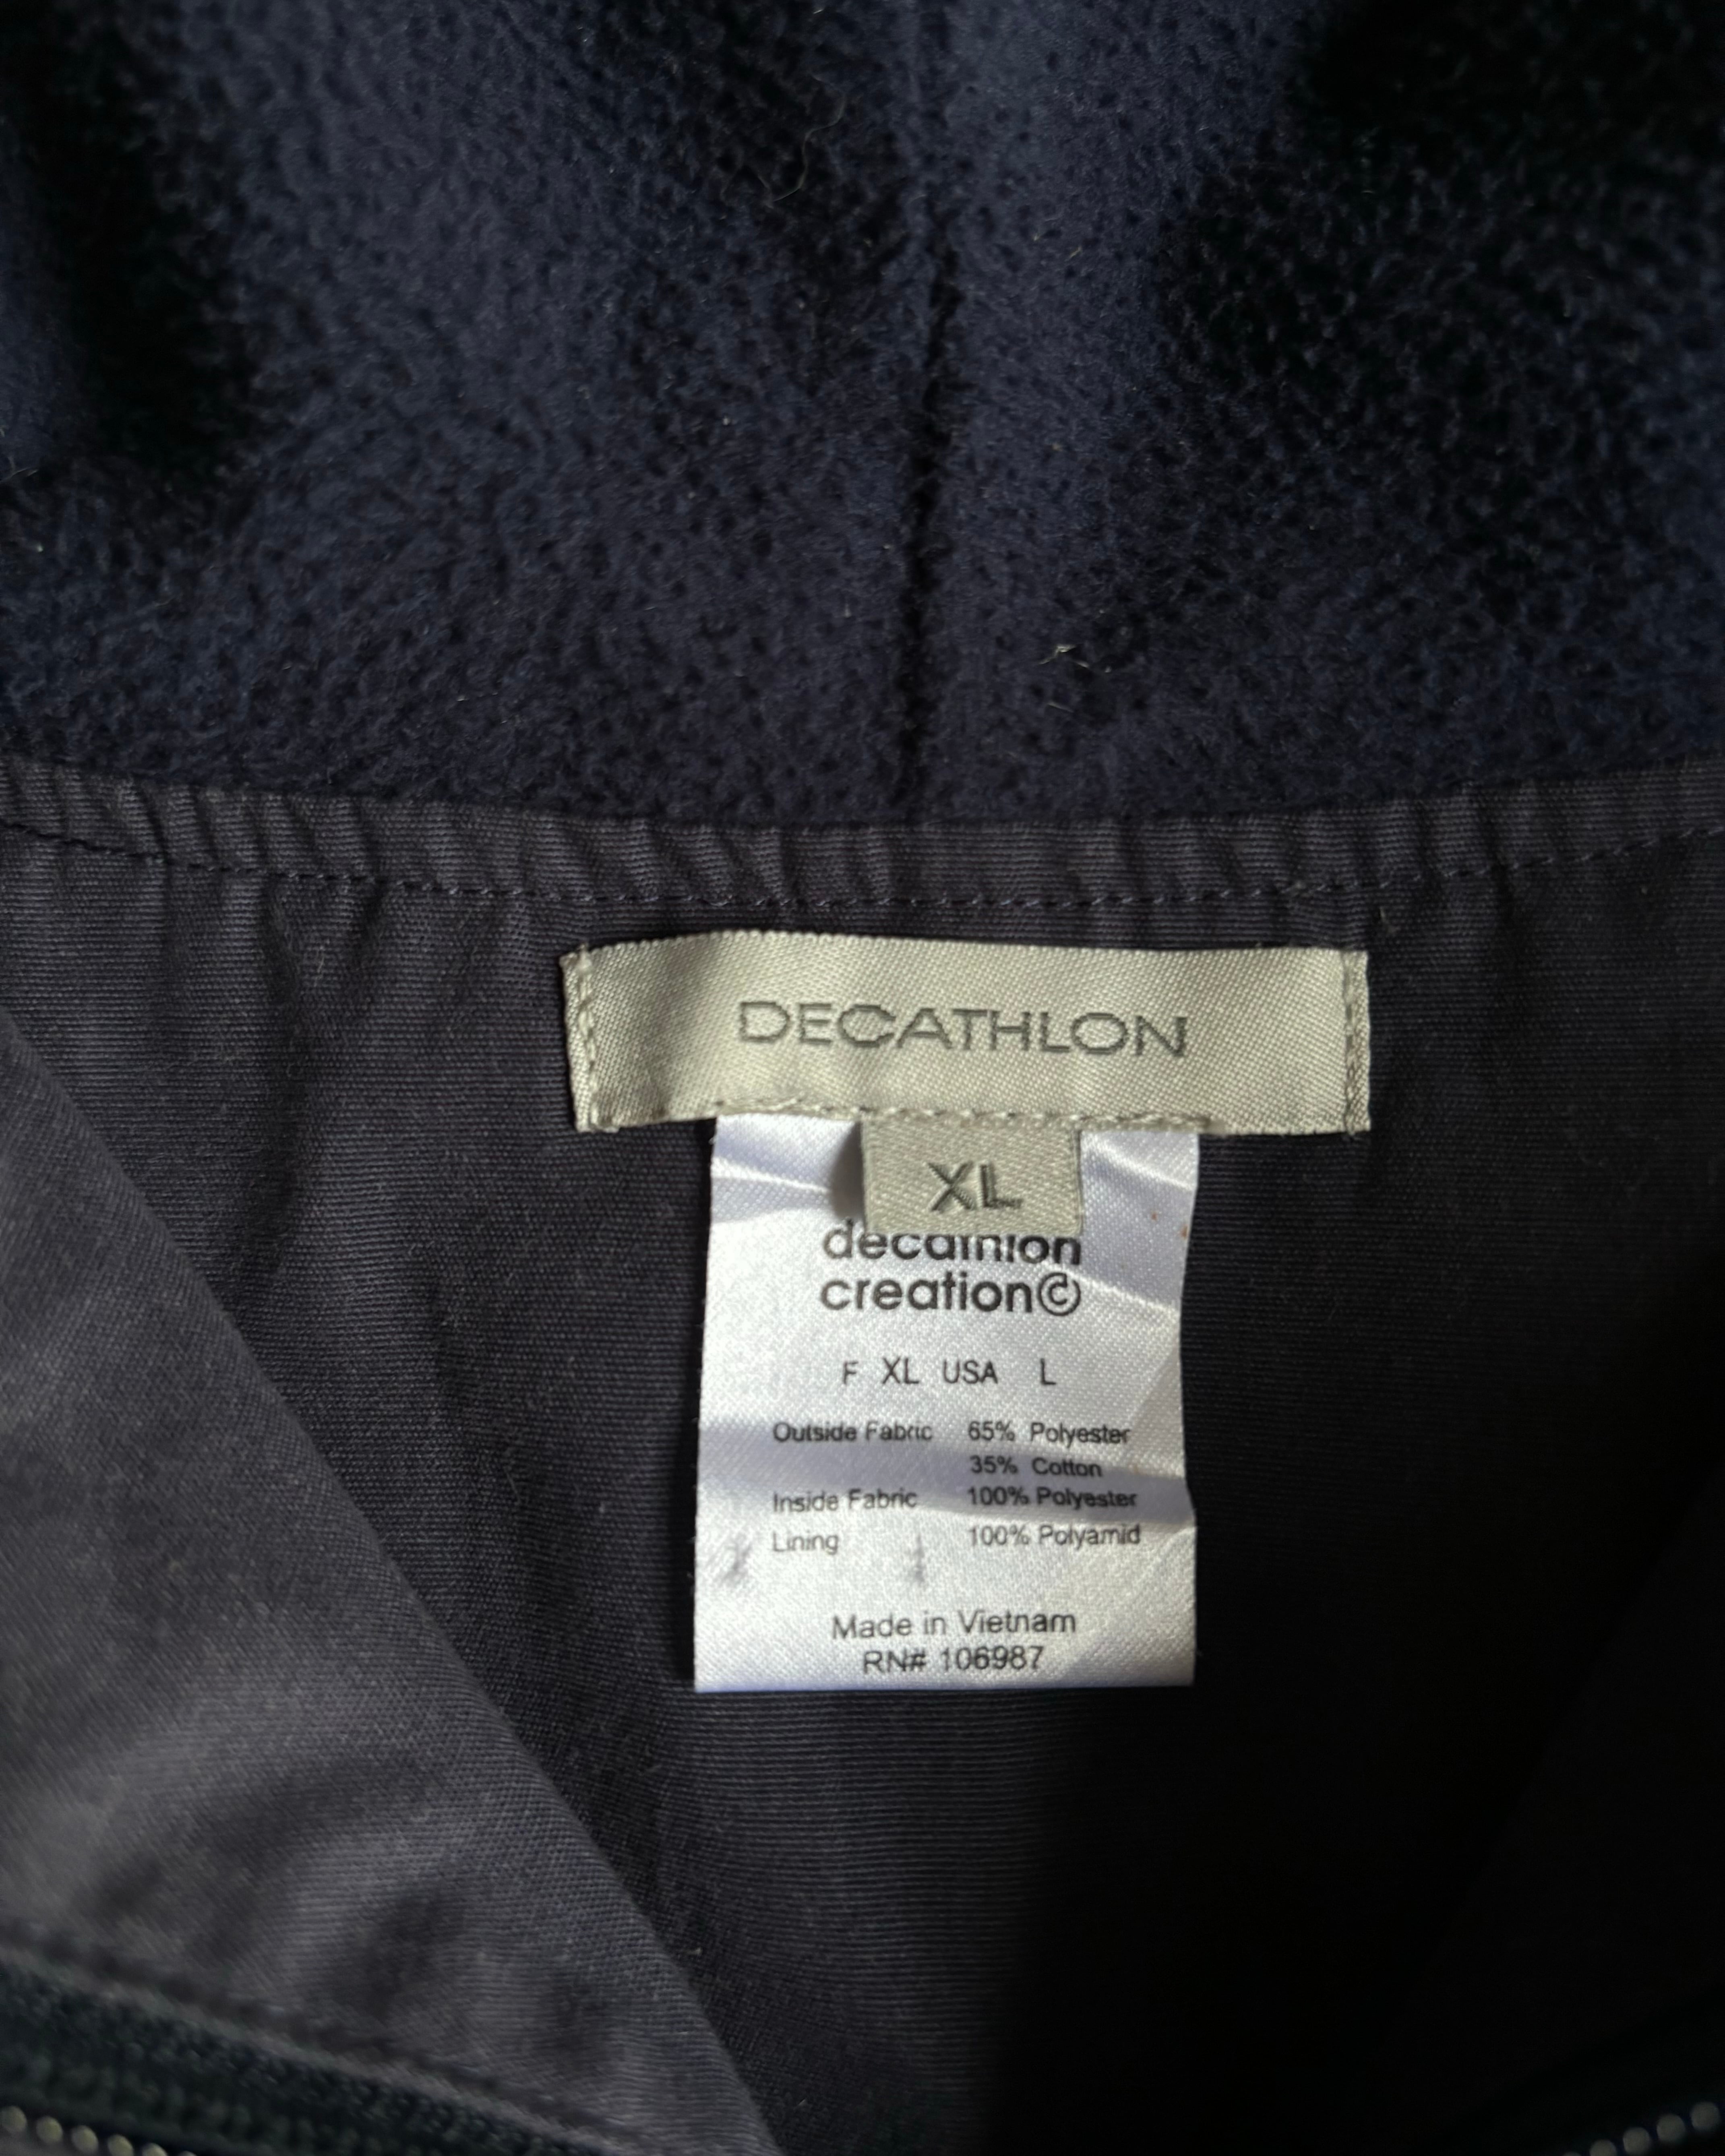 DECATHLON
XL
decathlon
creation©
F XL USA L
Outside Fabric 65% Polyester
35% Cotton
Inside Fabric 100% Polyester
Lining 100% Polyamid
Made in Vietnam
RN# 106987